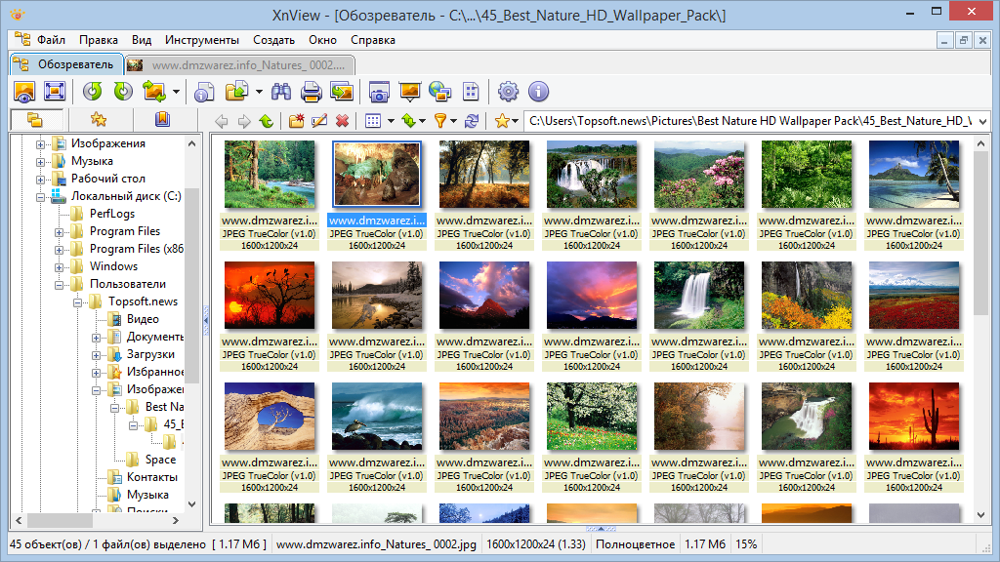 XnView - [Обозреватель - C:\...\45_Best_Nature_HD_Wallpaper_Pack\]
Файл Правка Вид Инструменты Создать Окно Справка
Обозреватель www.dmzwarez.info_Natures_ 0002....
C:\Users\Topsoft.news\Pictures\Best Nature HD Wallpaper Pack\45_Best_Nature_HD_V
Изображения
Музыка
Рабочий стол
Локальный диск (C:)
PerfLogs
Program Files
Program Files (x86
Windows
Пользователи
Topsoft.news
Видео
Документы
Загрузки
Избранное
Изображе
Best Na
45_B
Space
Контакты
Музыка
Поиски
www.dmzwarez.i... www.dmzwarez.i... www.dmzwarez.i... www.dmzwarez.i... www.dmzwarez.i... www.dmzwarez.i... www.dmzwarez.i...
JPEG TrueColor (v1.0) JPEG TrueColor (v1.0) JPEG TrueColor (v1.0) JPEG TrueColor (v1.0) JPEG TrueColor (v1.0) JPEG TrueColor (v1.0) JPEG TrueColor (v1.0)
1600x1200x24 1600x1200x24 1600x1200x24 1600x1200x24 1600x1200x24 1600x1200x24 1600x1200x24
www.dmzwarez.i... www.dmzwarez.i... www.dmzwarez.i... www.dmzwarez.i... www.dmzwarez.i... www.dmzwarez.i... www.dmzwarez.i...
JPEG TrueColor (v1.0) JPEG TrueColor (v1.0) JPEG TrueColor (v1.0) JPEG TrueColor (v1.0) JPEG TrueColor (v1.0) JPEG TrueColor (v1.0) JPEG TrueColor (v1.0)
1600x1200x24 1600x1200x24 1600x1200x24 1600x1200x24 1600x1200x24 1600x1200x24 1600x1200x24
www.dmzwarez.i... www.dmzwarez.i... www.dmzwarez.i... www.dmzwarez.i... www.dmzwarez.i... www.dmzwarez.i... www.dmzwarez.i...
JPEG TrueColor (v1.0) JPEG TrueColor (v1.0) JPEG TrueColor (v1.0) JPEG TrueColor (v1.0) JPEG TrueColor (v1.0) JPEG TrueColor (v1.0) JPEG TrueColor (v1.0)
1600x1200x24 1600x1200x24 1600x1200x24 1600x1200x24 1600x1200x24 1600x1200x24 1600x1200x24
45 объект(ов) / 1 файл(ов) выделено [ 1.17 Мб ] www.dmzwarez.info_Natures_ 0002.jpg 1600x1200x24 (1.33) Полноцветное 1.17 Мб 15%